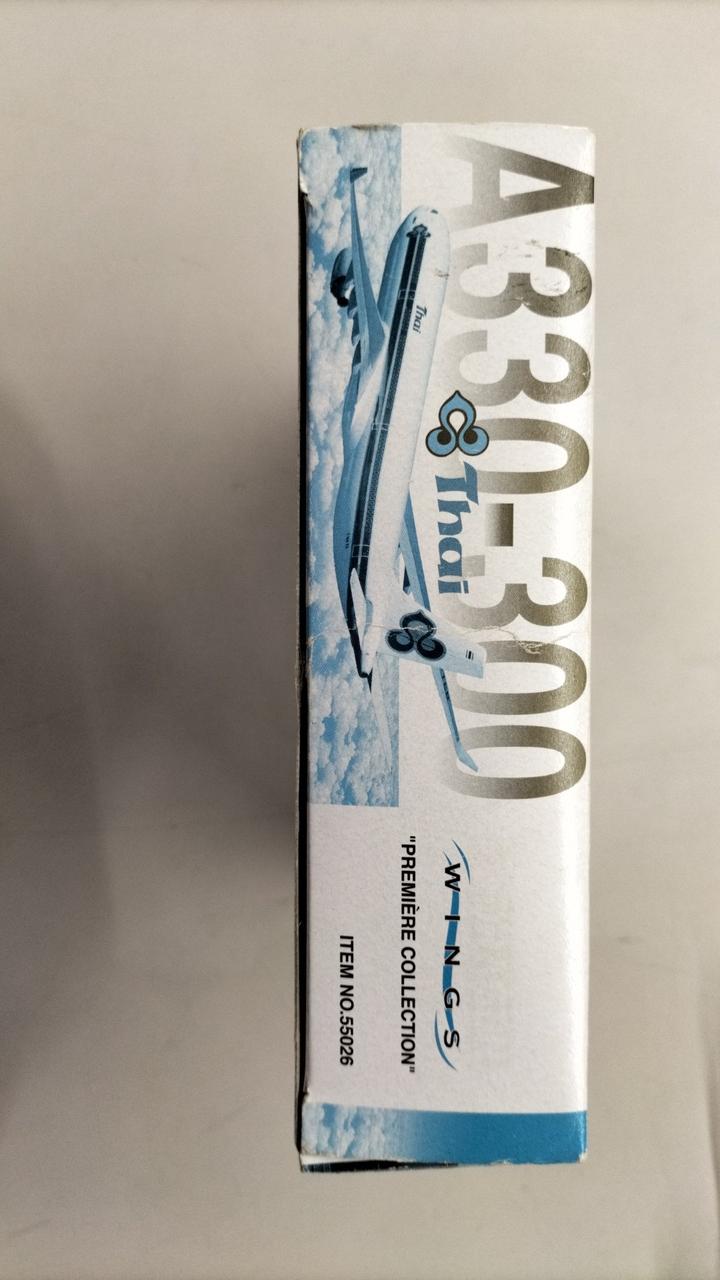 A330-300
Thai
Thai
WINGS
"PREMIÈRE COLLECTION"
ITEM NO.55026